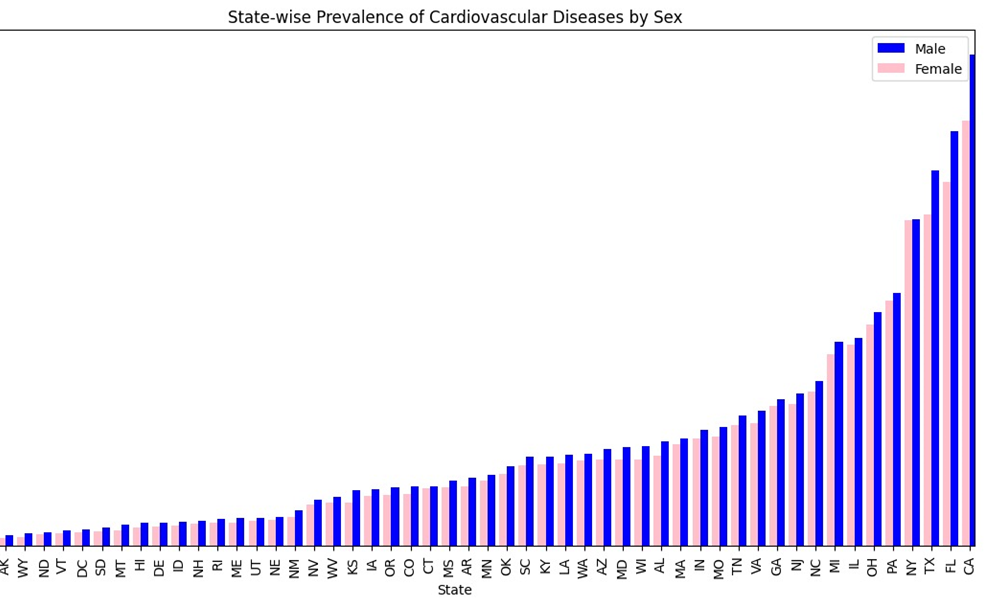 State-wise Prevalence of Cardiovascular Diseases by Sex
Male
Female
AK WY ND VT DC SD MT HI DE ID NH RI ME UT NE NM NV WV KS IA OR CO CT MS AR MN OK SC KY LA WA AZ MD WI AL MA IN MO TN VA GA NJ NC MI IL OH PA NY TX FL CA
State